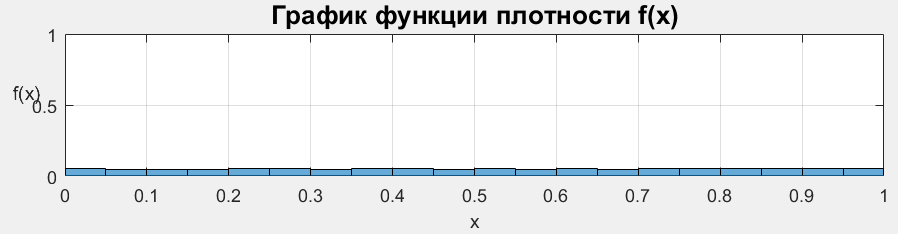 График функции плотности f(x)
1
f(x)
0.5
0
0 0.1 0.2 0.3 0.4 0.5 0.6 0.7 0.8 0.9 1
x